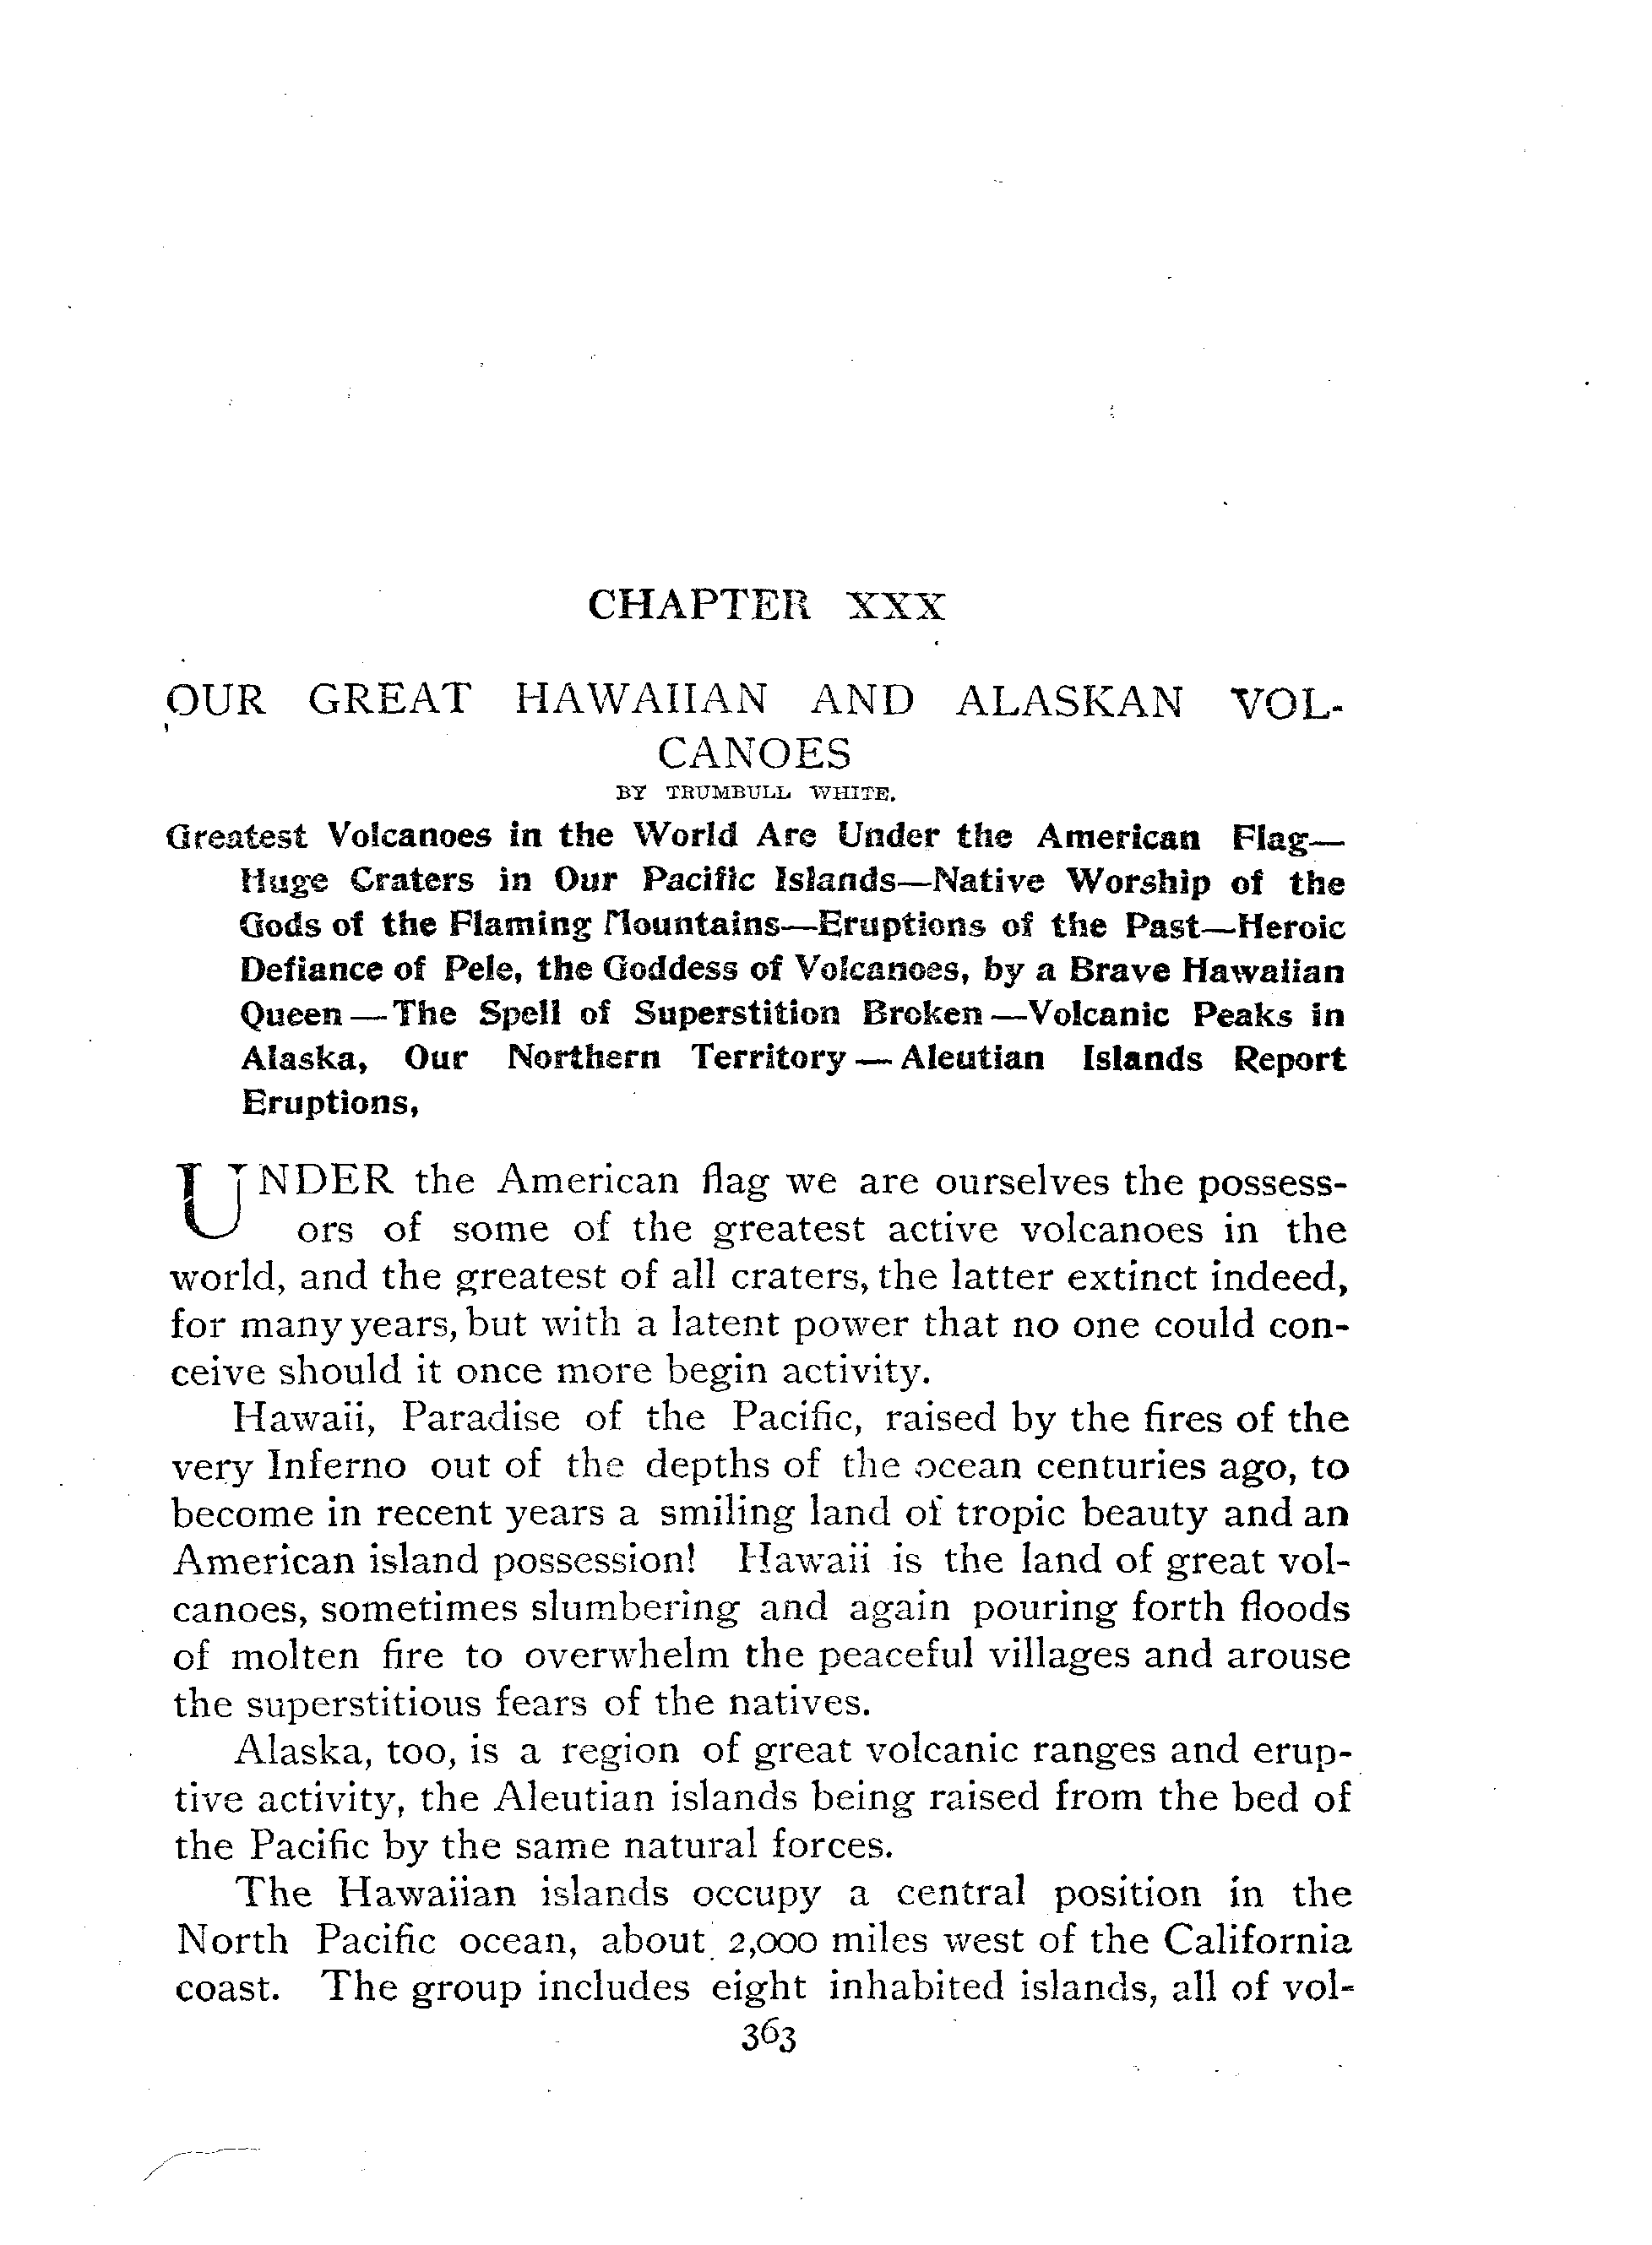 CHAPTER XXX
OUR GREAT HAWAIIAN AND ALASKAN VOL-
CANOES
BY TRUMBULL WHITE.
Greatest Volcanoes in the World Are Under the American Flag—
Huge Craters in Our Pacific Islands—Native Worship of the
Gods of the Flaming Mountains—Eruptions of the Past—Heroic
Defiance of Pele, the Goddess of Volcanoes, by a Brave Hawaiian
Queen—The Spell of Superstition Broken—Volcanic Peaks in
Alaska, Our Northern Territory—Aleutian Islands Report
Eruptions,
UNDER the American flag we are ourselves the possess-
ors of some of the greatest active volcanoes in the
world, and the greatest of all craters, the latter extinct indeed,
for many years, but with a latent power that no one could con-
ceive should it once more begin activity.
Hawaii, Paradise of the Pacific, raised by the fires of the
very Inferno out of the depths of the ocean centuries ago, to
become in recent years a smiling land of tropic beauty and an
American island possession! Hawaii is the land of great vol-
canoes, sometimes slumbering and again pouring forth floods
of molten fire to overwhelm the peaceful villages and arouse
the superstitious fears of the natives.
Alaska, too, is a region of great volcanic ranges and erup-
tive activity, the Aleutian islands being raised from the bed of
the Pacific by the same natural forces.
The Hawaiian islands occupy a central position in the
North Pacific ocean, about 2,000 miles west of the California
coast. The group includes eight inhabited islands, all of vol-
363